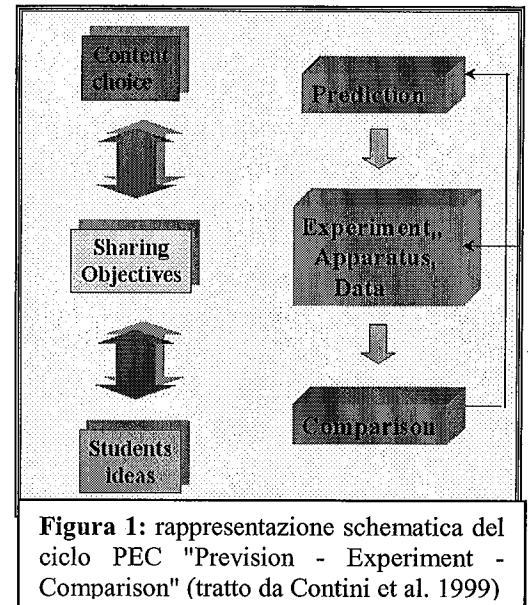 Content
choice
Sharing
Objectives
Students
ideas
Prediction
Experiment,,
Apparatus,
Data
Comparison
Figura 1: rappresentazione schematica del
ciclo PEC "Prevision - Experiment -
Comparison" (tratto da Contini et al. 1999)